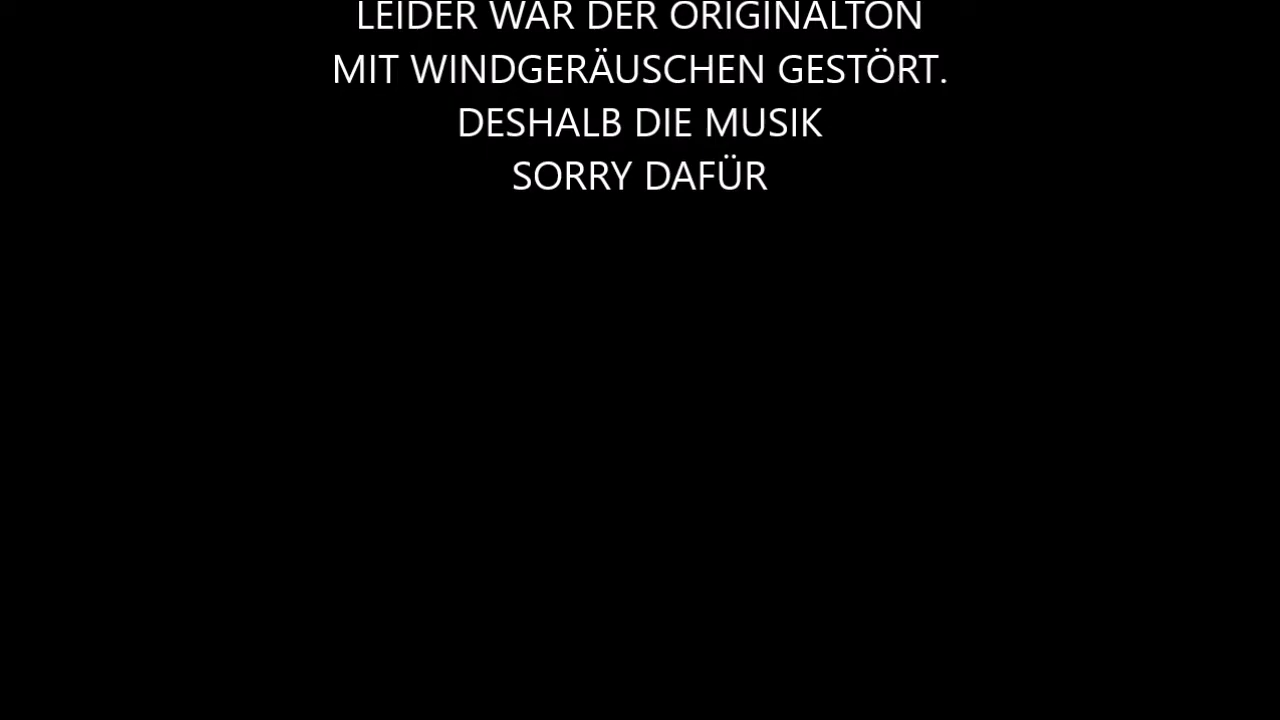 LEIDER WAR DER ORIGINALTON
MIT WINDGERÄUSCHEN GESTÖRT.
DESHALB DIE MUSIK
SORRY DAFÜR